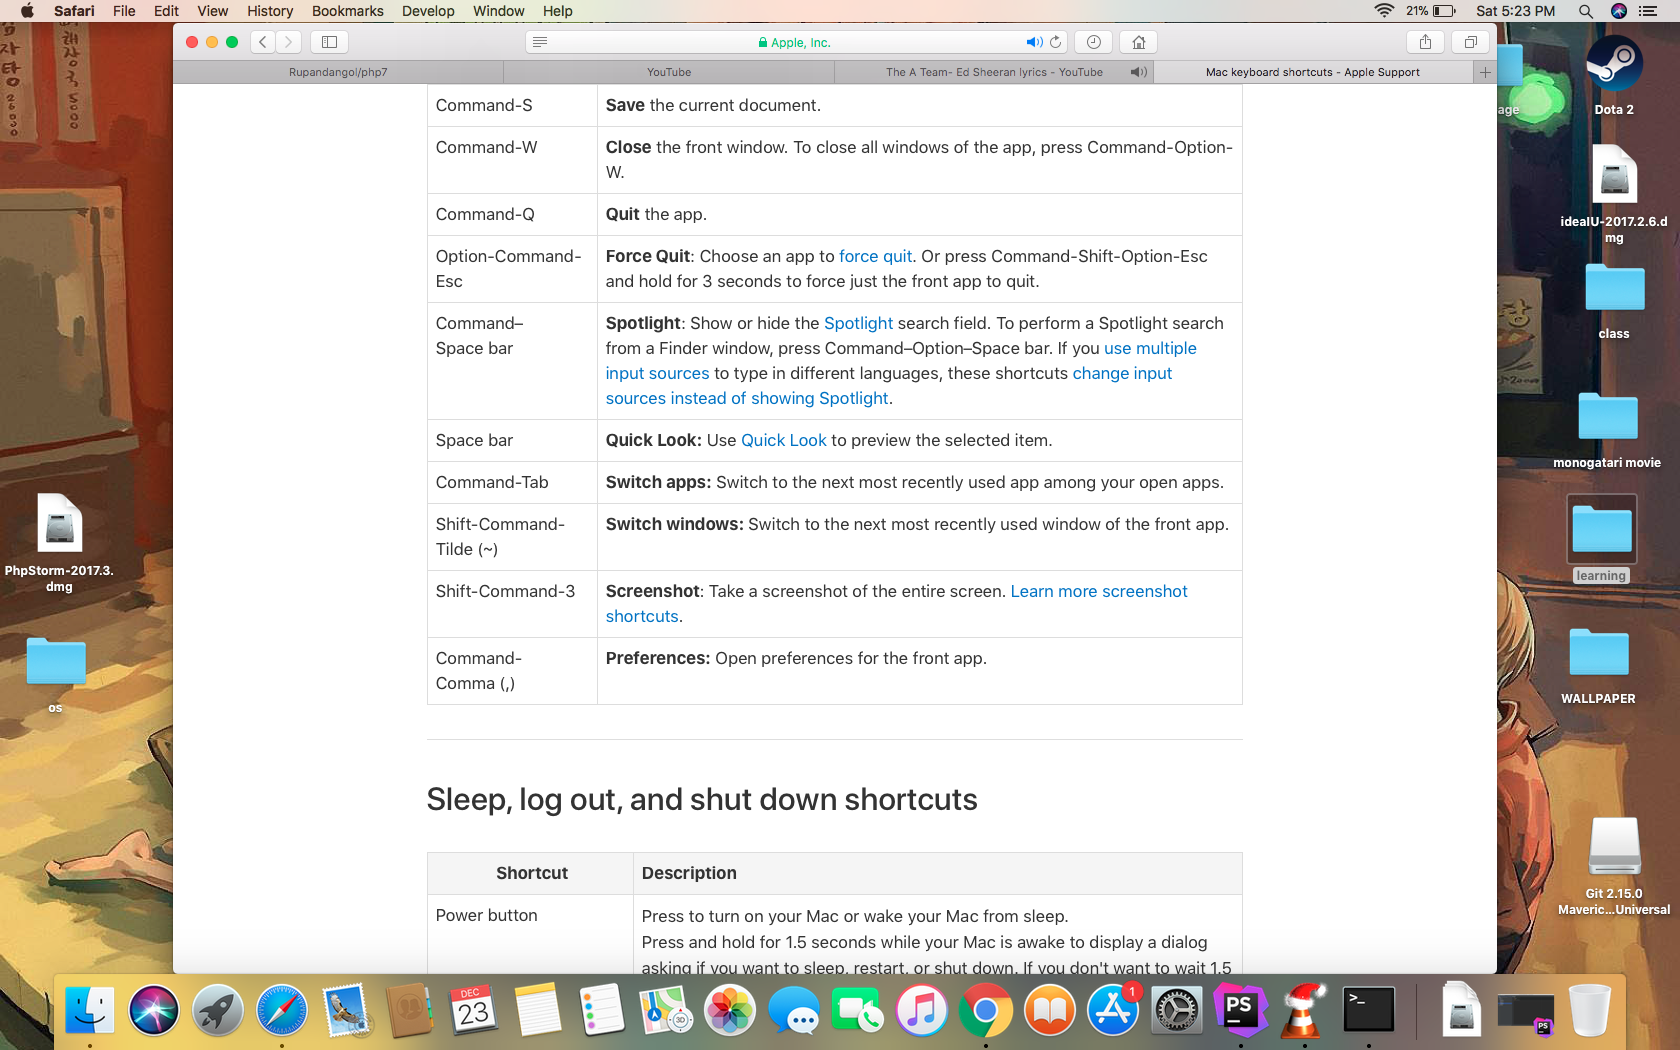 Safari File Edit View History Bookmarks Develop Window Help 21% Sat 5:23 PM
Apple, Inc.
Rupandangol/php7 YouTube The A Team- Ed Sheeran lyrics - YouTube Mac keyboard shortcuts - Apple Support
Command-S Save the current document.
Command-W Close the front window. To close all windows of the app, press Command-Option-
W.
Command-Q Quit the app.
Option-Command- Force Quit: Choose an app to force quit. Or press Command-Shift-Option-Esc
Esc and hold for 3 seconds to force just the front app to quit.
Command– Spotlight: Show or hide the Spotlight search field. To perform a Spotlight search
Space bar from a Finder window, press Command–Option–Space bar. If you use multiple
input sources to type in different languages, these shortcuts change input
sources instead of showing Spotlight.
Space bar Quick Look: Use Quick Look to preview the selected item.
Command-Tab Switch apps: Switch to the next most recently used app among your open apps.
Shift-Command- Switch windows: Switch to the next most recently used window of the front app.
Tilde (~)
Shift-Command-3 Screenshot: Take a screenshot of the entire screen. Learn more screenshot
shortcuts.
Command- Preferences: Open preferences for the front app.
Comma (,)
Sleep, log out, and shut down shortcuts
Shortcut Description
Power button Press to turn on your Mac or wake your Mac from sleep.
Press and hold for 1.5 seconds while your Mac is awake to display a dialog
asking if you want to sleep, restart, or shut down. If you don't want to wait 1.5
PhpStorm-2017.3.
dmg
os
age
Dota 2
ideaIU-2017.2.6.d
mg
class
monogatari movie
learning
WALLPAPER
Git 2.15.0
Maveric...Universal
DEC
23
3D
1
PS
>_
PS